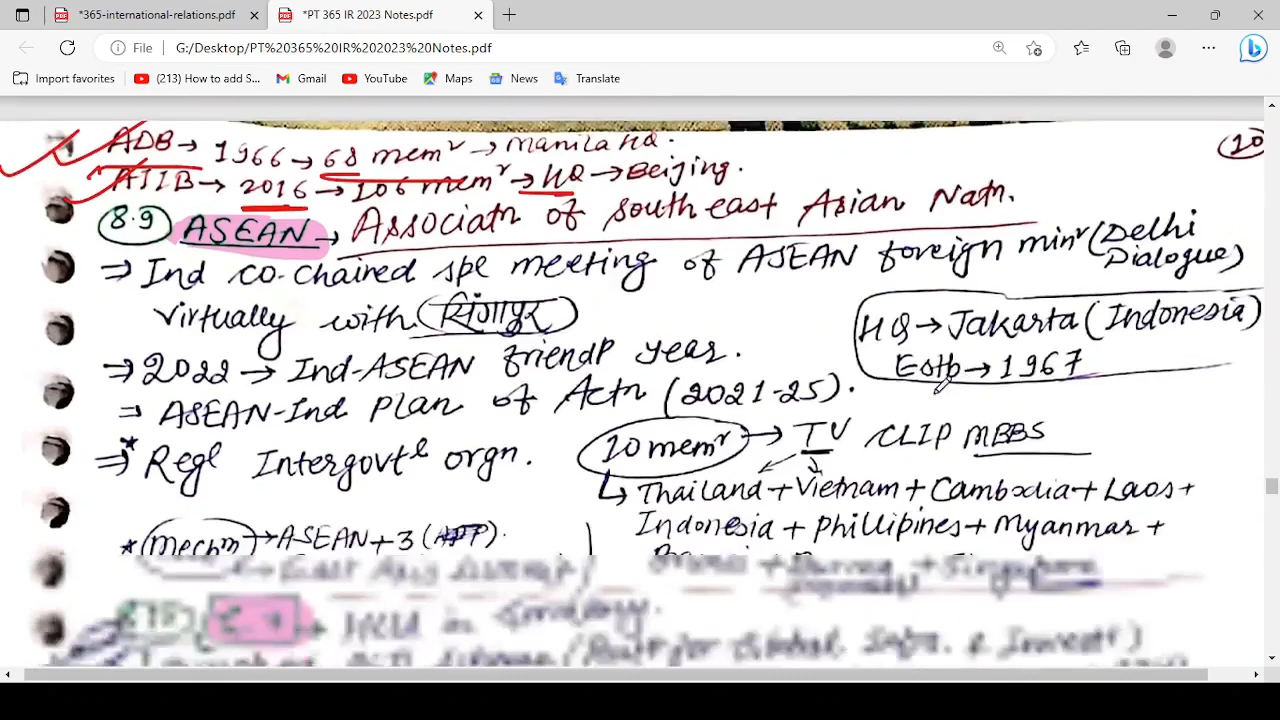 *365-international-relations.pdf
*PT 365 IR 2023 Notes.pdf
File
G:/Desktop/PT%20365%20IR%202023%20Notes.pdf
Import favorites
(213) How to add S...
Gmail
YouTube
Maps
News
Translate
ADB → 1966 → 68 memr → Manila HQ.
10
AIIB → 2016 → 106 memr → HQ → Beijing.
8.9 ASEAN → Associatn of south east Asian Natn.
⇒ Ind co-chaired spe meeting of ASEAN foreign minr (Delhi Dialogue)
virtually with (सिंगापुर)
HQ → Jakarta (Indonesia)
Estb → 1967
⇒ 2022 → Ind-ASEAN friendp year.
⇒ ASEAN-Ind Plan of Actn (2021-25).
10 memr → TV CLIP MBBS
* ⇒ Regl Intergovtl orgn.
Thailand + Vietnam + Cambodia + Laos +
Indonesia + Phillipines + Myanmar +
* Mechm → ASEAN + 3
+ Singapore
HELD in